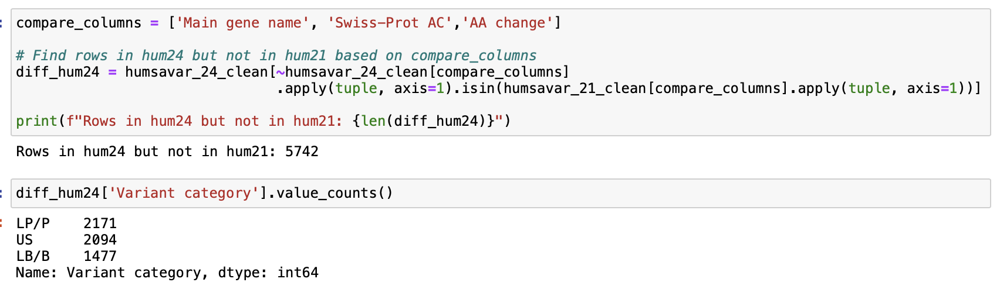 compare_columns = ['Main gene name', 'Swiss-Prot AC','AA change']
# Find rows in hum24 but not in hum21 based on compare_columns
diff_hum24 = humsavar_24_clean[~humsavar_24_clean[compare_columns]
.apply(tuple, axis=1).isin(humsavar_21_clean[compare_columns].apply(tuple, axis=1))]
print(f"Rows in hum24 but not in hum21: {len(diff_hum24)}")
Rows in hum24 but not in hum21: 5742
diff_hum24['Variant category'].value_counts()
LP/P    2171
US      2094
LB/B    1477
Name: Variant category, dtype: int64